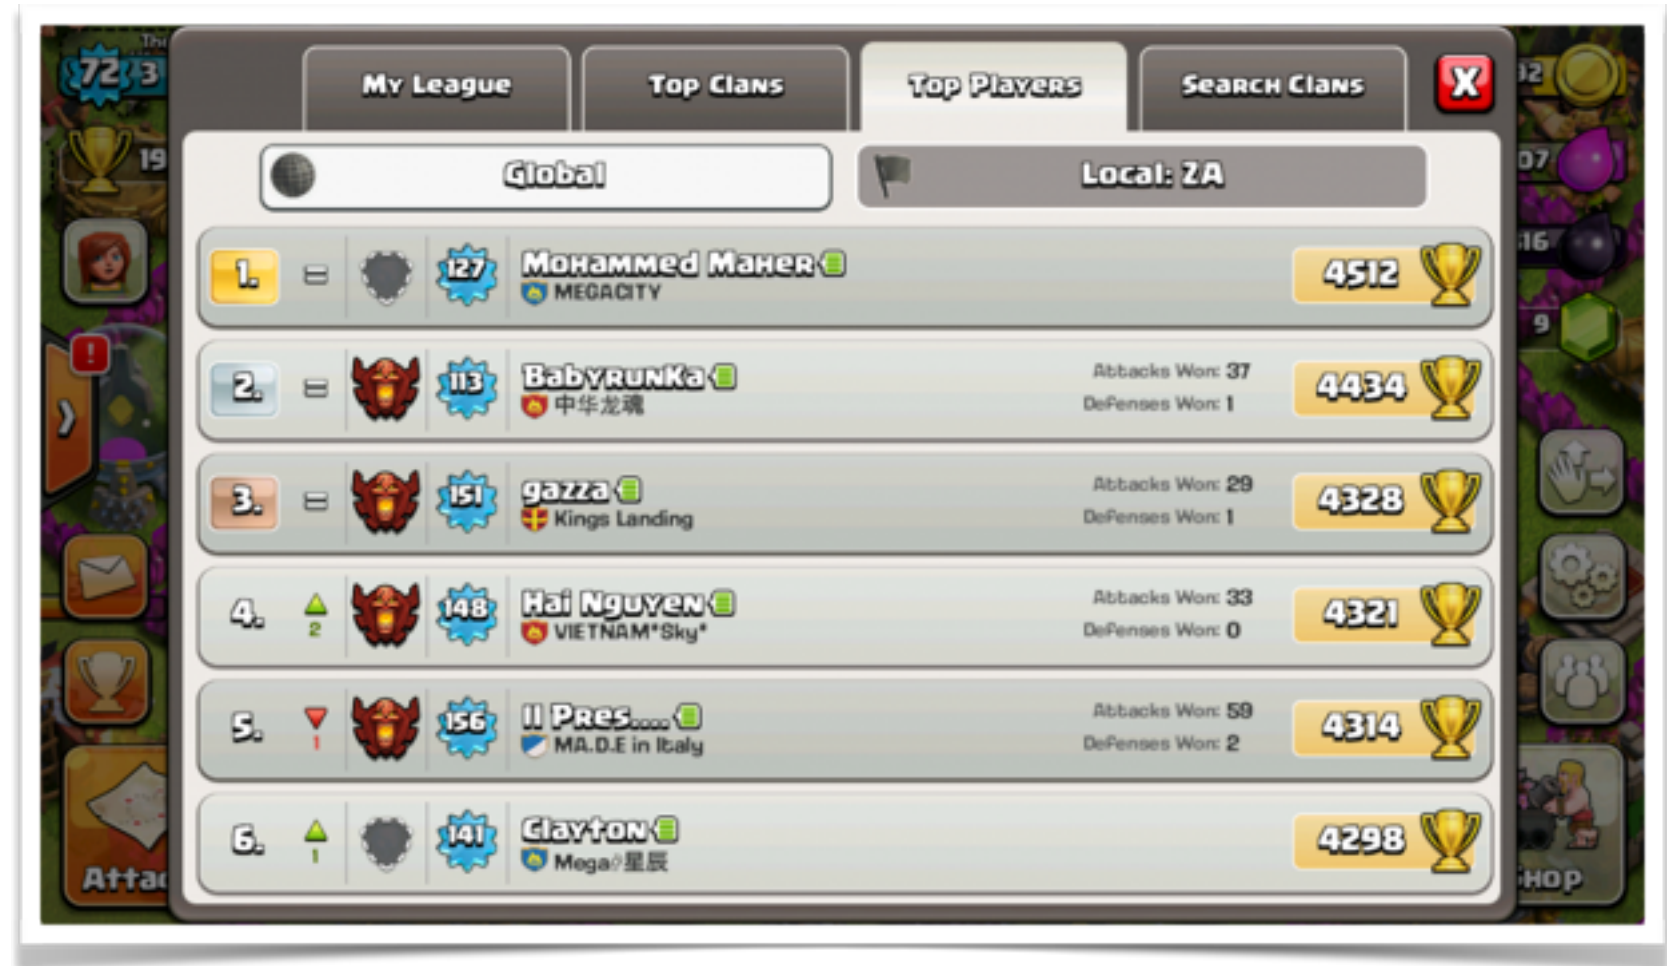 72
3
19
My League
Top Clans
Top Players
Search Clans
X
Global
Local: ZA
1.
=
127
Mohammed Maher
MEGACITY
4512
2.
=
113
BabyrunKa
中华龙魂
Attacks Won: 37
Defenses Won: 1
4434
3.
=
151
gazza
Kings Landing
Attacks Won: 29
Defenses Won: 1
4328
4.
2
148
Hai Nguyen
VIETNAM*Sky*
Attacks Won: 33
Defenses Won: 0
4321
5.
1
156
Il Pres....
MA.D.E in Italy
Attacks Won: 59
Defenses Won: 2
4314
6.
1
141
Clayton
Mega☄星辰
4298
!
9
Attac
hop